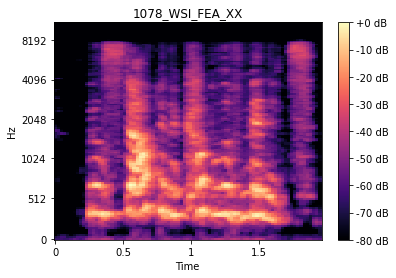 1078_WSI_FEA_XX
8192
4096
2048
1024
512
0
Hz
0
0.5
1
1.5
Time
+0 dB
-10 dB
-20 dB
-30 dB
-40 dB
-50 dB
-60 dB
-70 dB
-80 dB